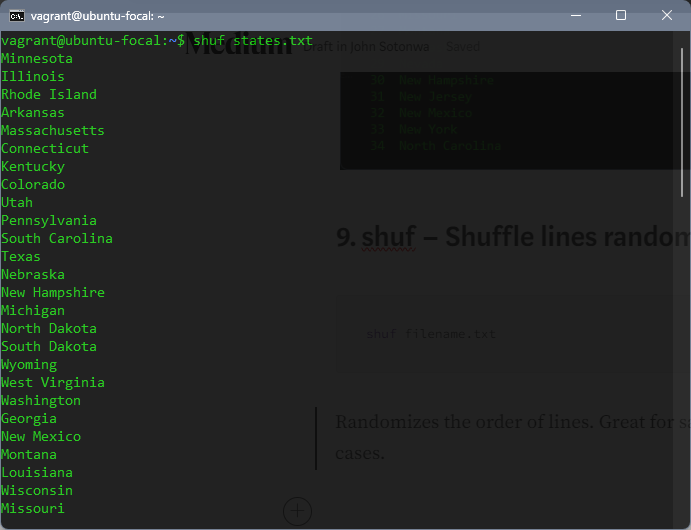 vagrant@ubuntu-focal: ~
vagrant@ubuntu-focal:~$ shuf states.txt
Medium Draft in John Sotonwa Saved
Minnesota
Illinois
Rhode Island
Arkansas
Massachusetts
Connecticut
Kentucky
Colorado
Utah
Pennsylvania
South Carolina
Texas
Nebraska
New Hampshire
Michigan
North Dakota
South Dakota
Wyoming
West Virginia
Washington
Georgia
New Mexico
Montana
Louisiana
Wisconsin
Missouri
30 New Hampshire
31 New Jersey
32 New Mexico
33 New York
34 North Carolina
9. shuf – Shuffle lines random
shuf filename.txt
Randomizes the order of lines. Great for
cases.